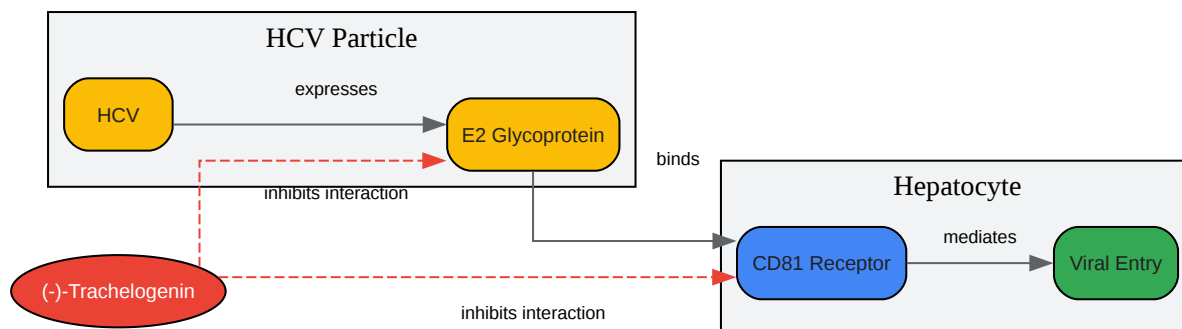 HCV Particle
expresses
HCV
E2 Glycoprotein
binds
inhibits interaction
Hepatocyte
mediates
CD81 Receptor
Viral Entry
(-)-Trachelogenin
inhibits interaction